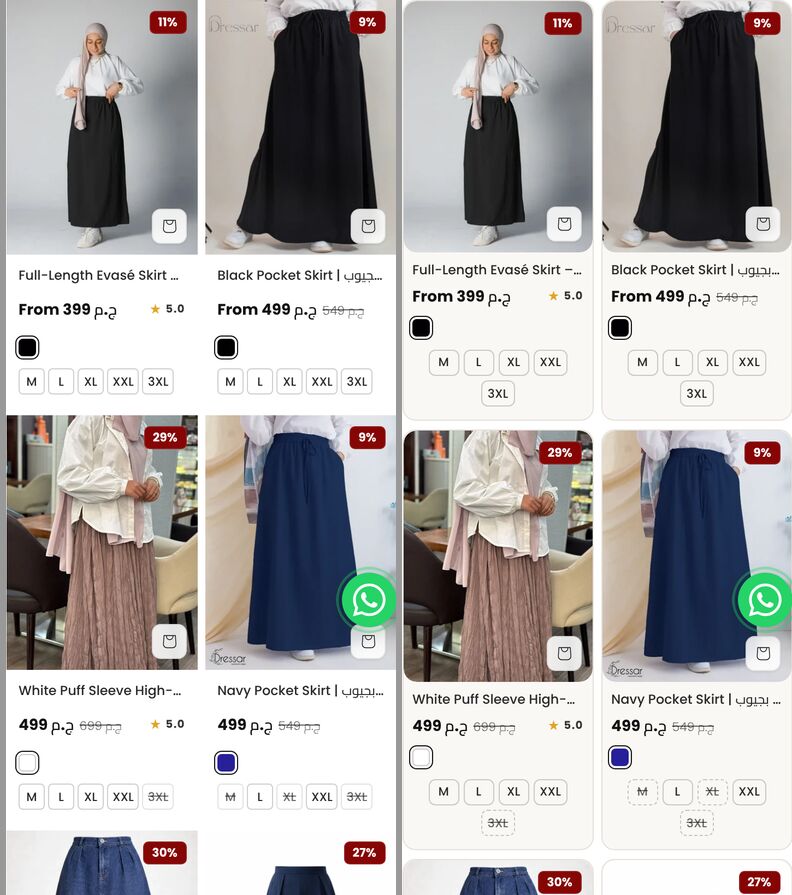 11%
Dressar
9%
Full-Length Evasé Skirt ...
From 399 ج.م
★ 5.0
M L XL XXL 3XL
Black Pocket Skirt | بجيوب...
From 499 ج.م 549 ج.م
M L XL XXL 3XL
29%
9%
Dressar
White Puff Sleeve High-...
499 ج.م 699 ج.م
★ 5.0
M L XL XXL 3XL
Navy Pocket Skirt | بجيوب...
499 ج.م 549 ج.م
M L XL XXL 3XL
30%
27%
11%
Dressar
9%
Full-Length Evasé Skirt –...
From 399 ج.م
★ 5.0
M L XL XXL
3XL
Black Pocket Skirt | بجيوب...
From 499 ج.م 549 ج.م
M L XL XXL
3XL
29%
9%
Dressar
White Puff Sleeve High-...
499 ج.م 699 ج.م
★ 5.0
M L XL XXL
3XL
Navy Pocket Skirt | بجيوب ...
499 ج.م 549 ج.م
M L XL XXL
3XL
30%
27%